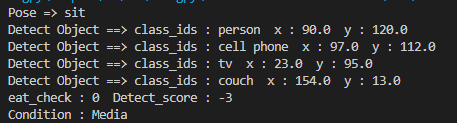 Pose => sit
Detect Object ==> class_ids : person  x : 90.0  y : 120.0
Detect Object ==> class_ids : cell phone  x : 97.0  y : 112.0
Detect Object ==> class_ids : tv  x : 23.0  y : 95.0
Detect Object ==> class_ids : couch  x : 154.0  y : 13.0
eat_check : 0  Detect_score : -3
Condition : Media